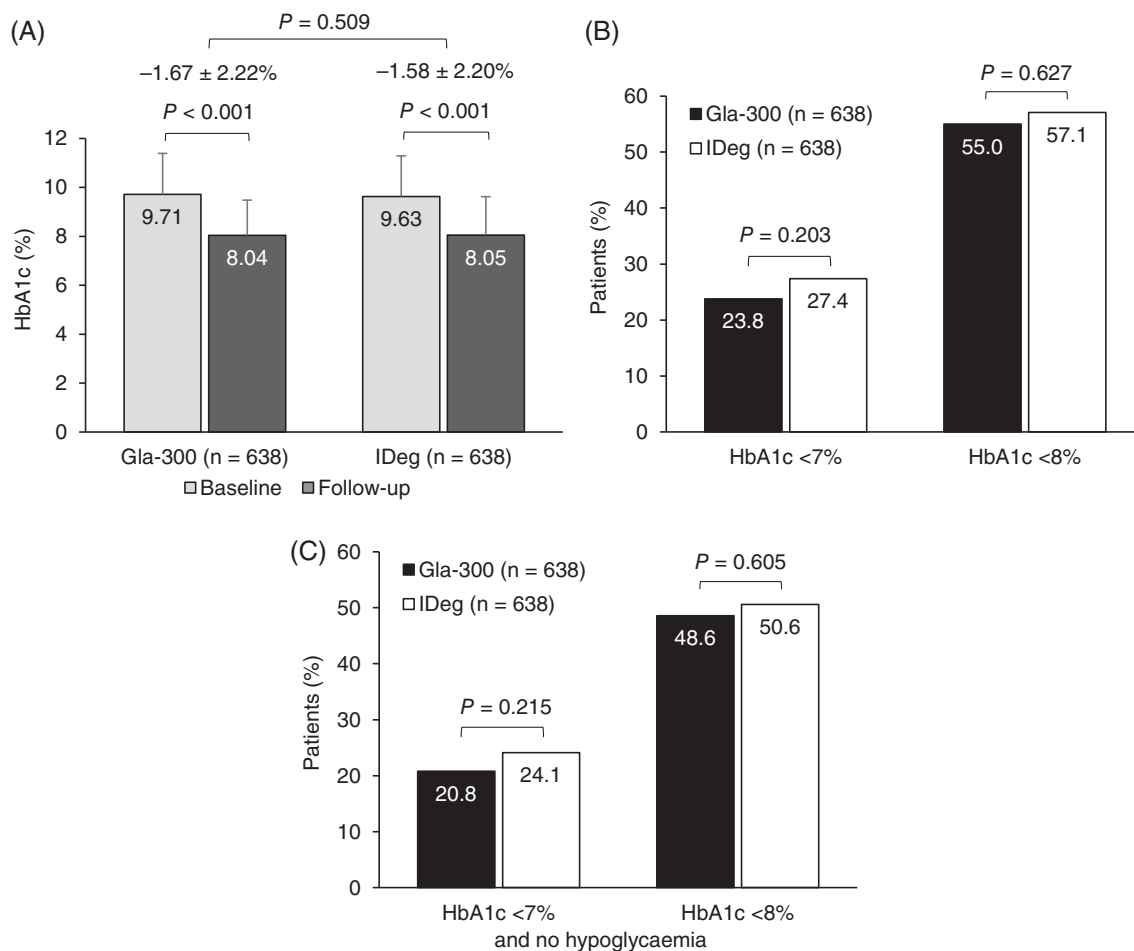 (A)
P = 0.509
−1.67 ± 2.22%
−1.58 ± 2.20%
P < 0.001
P < 0.001
HbA1c (%)
12
10
8
6
4
2
0
9.71
8.04
9.63
8.05
Gla-300 (n = 638)
IDeg (n = 638)
Baseline
Follow-up
(B)
Patients (%)
60
50
40
30
20
10
0
Gla-300 (n = 638)
IDeg (n = 638)
P = 0.627
P = 0.203
23.8
27.4
55.0
57.1
HbA1c <7%
HbA1c <8%
(C)
Patients (%)
60
50
40
30
20
10
0
Gla-300 (n = 638)
IDeg (n = 638)
P = 0.605
P = 0.215
20.8
24.1
48.6
50.6
HbA1c <7%
HbA1c <8%
and no hypoglycaemia